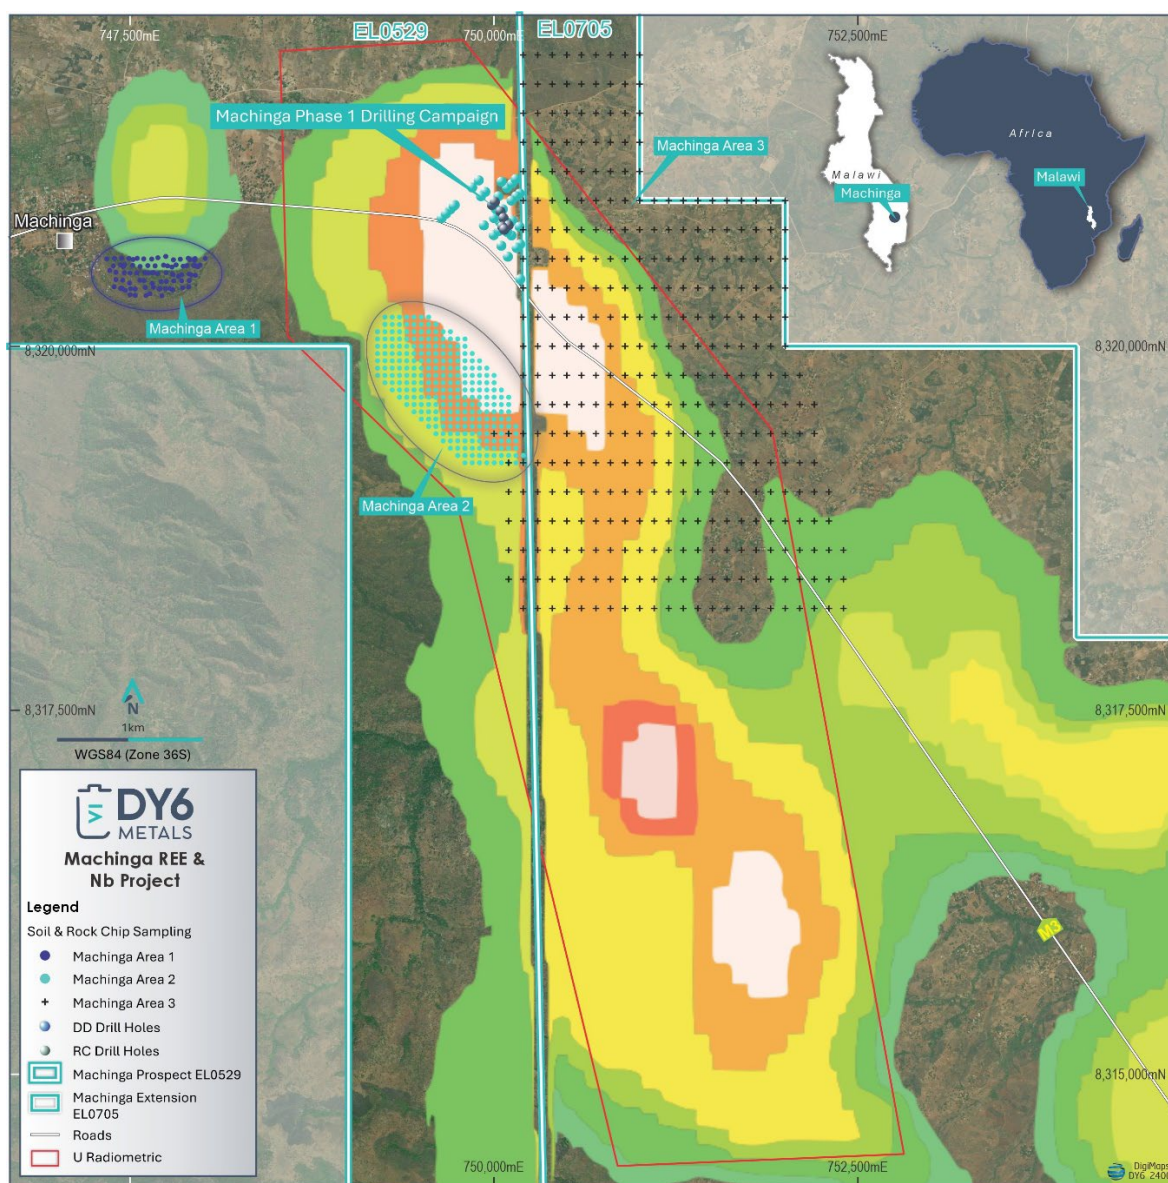 EL0529
EL0705
747,500mE
750,000mE
752,500mE
Machinga Phase 1 Drilling Campaign
Machinga Area 3
Africa
Malawi
Malawi
Machinga
Machinga
Machinga Area 1
8,320,000mN
8,320,000mN
Machinga Area 2
N
1km
WGS84 (Zone 36S)
8,317,500mN
8,317,500mN
DY6
METALS
Machinga REE &
Nb Project
Legend
Soil & Rock Chip Sampling
Machinga Area 1
Machinga Area 2
Machinga Area 3
DD Drill Holes
RC Drill Holes
Machinga Prospect EL0529
Machinga Extension
EL0705
Roads
U Radiometric
M3
8,315,000mN
750,000mE
752,500mE
DigiMaps